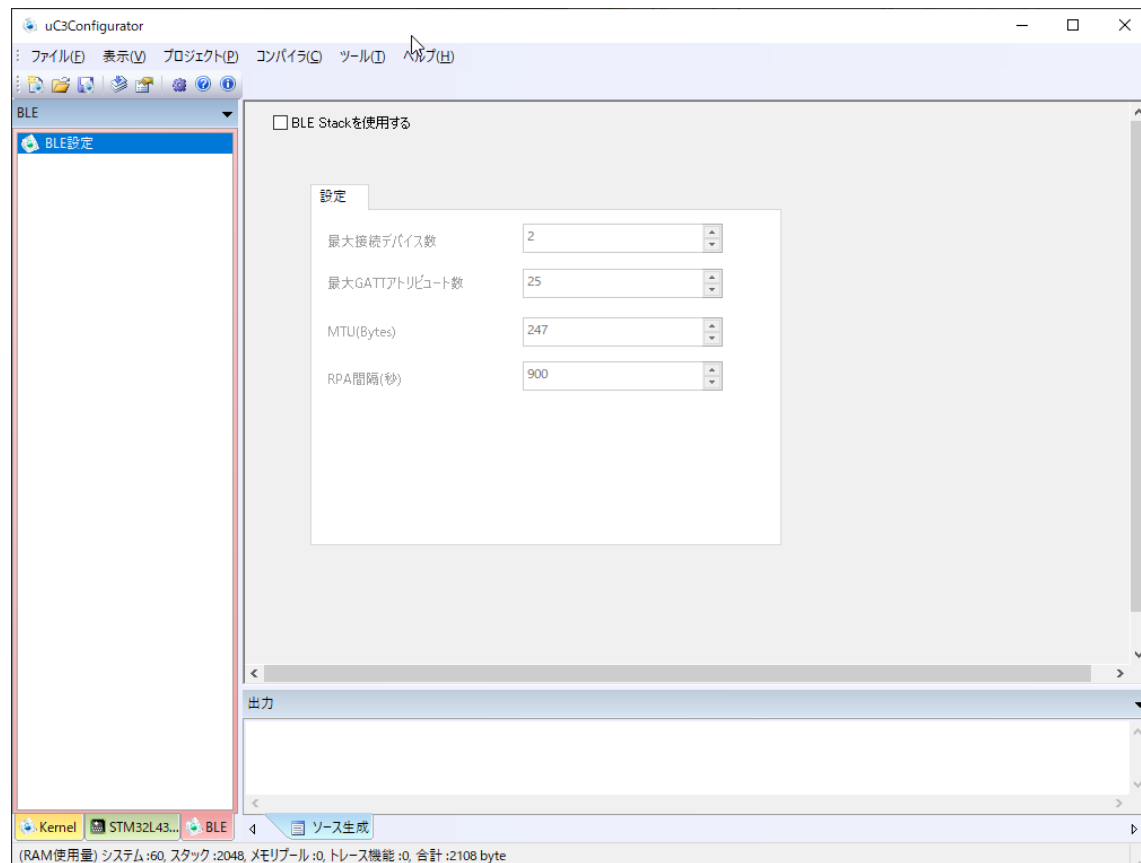 uC3Configurator
ファイル(F) 表示(V) プロジェクト(P) コンパイラ(C) ツール(T) ヘルプ(H)
BLE
BLE設定
BLE Stackを使用する
設定
最大接続デバイス数 2
最大GATTアトリビュート数 25
MTU(Bytes) 247
RPA間隔(秒) 900
出力
Kernel STM32L43... BLE
ソース生成
(RAM使用量) システム :60, スタック :2048, メモリプール :0, トレース機能 :0, 合計 :2108 byte